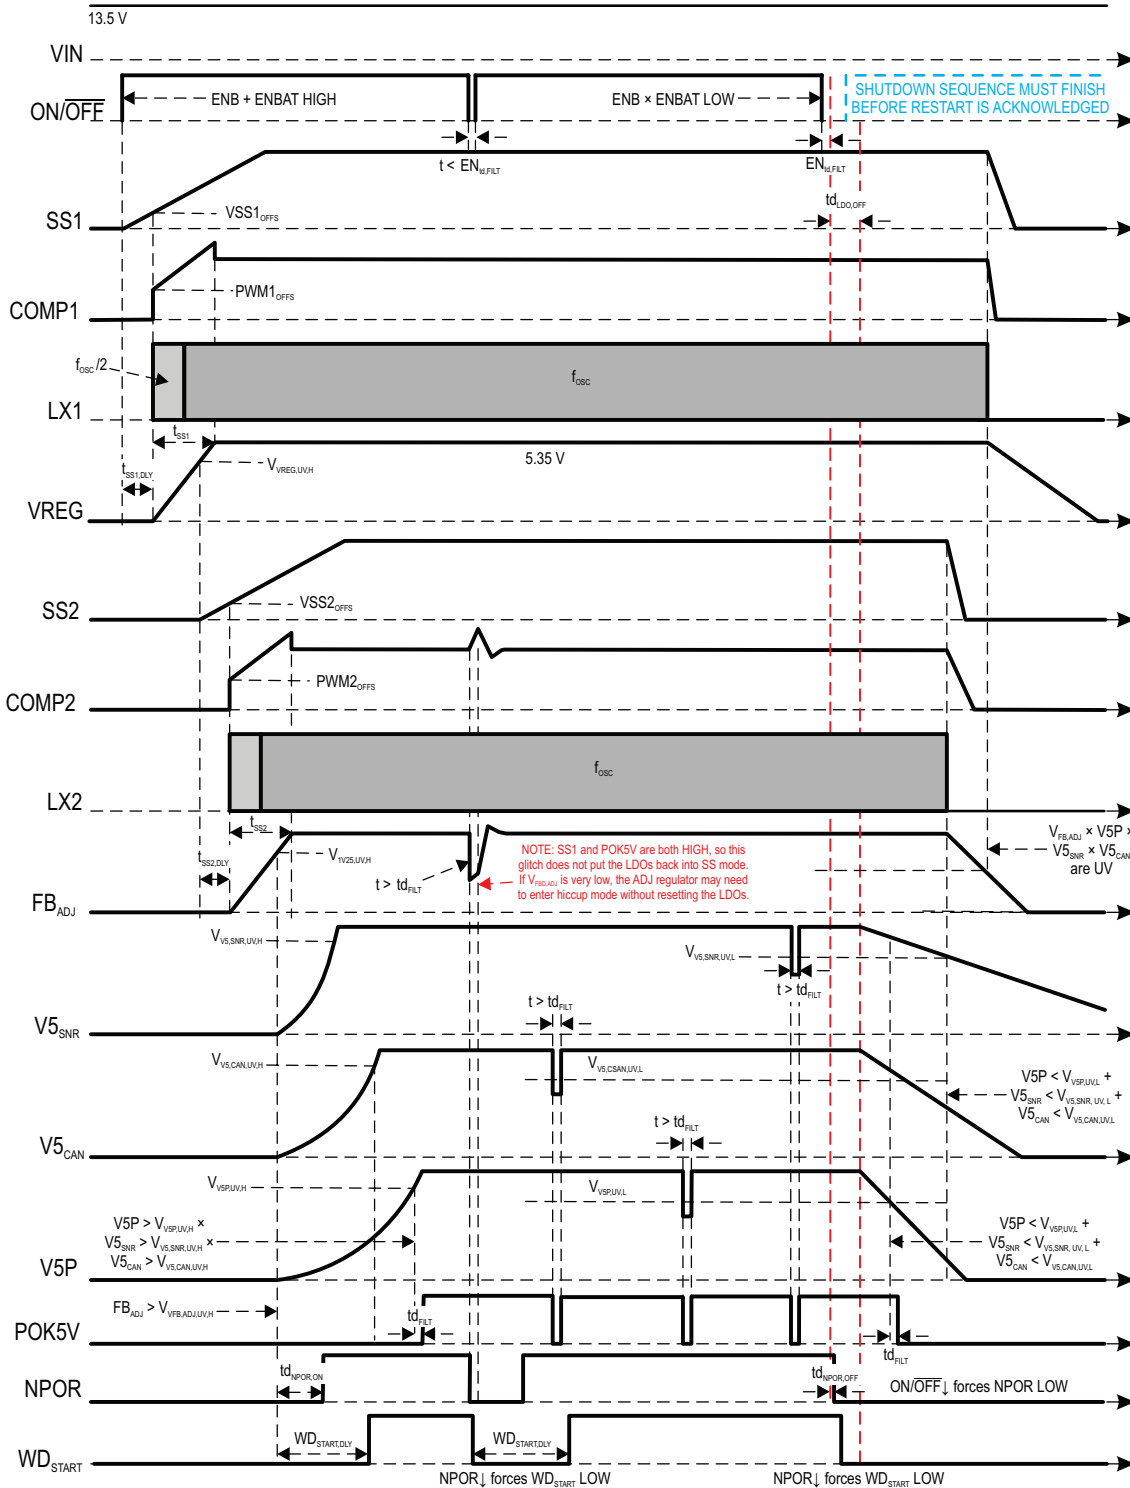 13.5 V
VIN
ON/OFF
ENB + ENBAT HIGH
ENB × ENBAT LOW
SHUTDOWN SEQUENCE MUST FINISH
BEFORE RESTART IS ACKNOWLEDGED
t < ENtd,FILT
ENtd,FILT
tdLDO,OFF
SS1
VSS1OFFS
COMP1
PWM1OFFS
fOSC/2
fOSC
LX1
tSS1
5.35 V
VVREG,UV,H
tSS1,DLY
VREG
SS2
VSS2OFFS
COMP2
PWM2OFFS
fOSC
LX2
tSS2
tSS2,DLY
V1V25,UV,H
t > tdFILT
NOTE: SS1 and POK5V are both HIGH, so this
glitch does not put the LDOs back into SS mode.
If VFBD,ADJ is very low, the ADJ regulator may need
to enter hiccup mode without resetting the LDOs.
VFB,ADJ × V5P ×
V5SNR × V5CAN
are UV
FBADJ
VV5,SNR,UV,H
VV5,SNR,UV,L
t > tdFILT
t > tdFILT
V5SNR
VV5,CAN,UV,H
VV5,CSAN,UV,L
V5P < VV5P,UV,L +
V5SNR < VV5,SNR, UV, L +
V5CAN < VV5,CAN,UV,L
t > tdFILT
V5CAN
VV5P,UV,H
VV5P,UV,L
V5P > VV5P,UV,H ×
V5SNR > VV5,SNR,UV,H ×
V5CAN > VV5,CAN,UV,H
V5P < VV5P,UV,L +
V5SNR < VV5,SNR, UV, L +
V5CAN < VV5,CAN,UV,L
V5P
FBADJ > VVFB,ADJ,UV,H
tdFILT
POK5V
tdFILT
tdNPOR,ON
tdNPOR,OFF
NPOR
ON/OFF↓ forces NPOR LOW
WDSTART,DLY
WDSTART,DLY
WDSTART
NPOR↓ forces WDSTART LOW
NPOR↓ forces WDSTART LOW